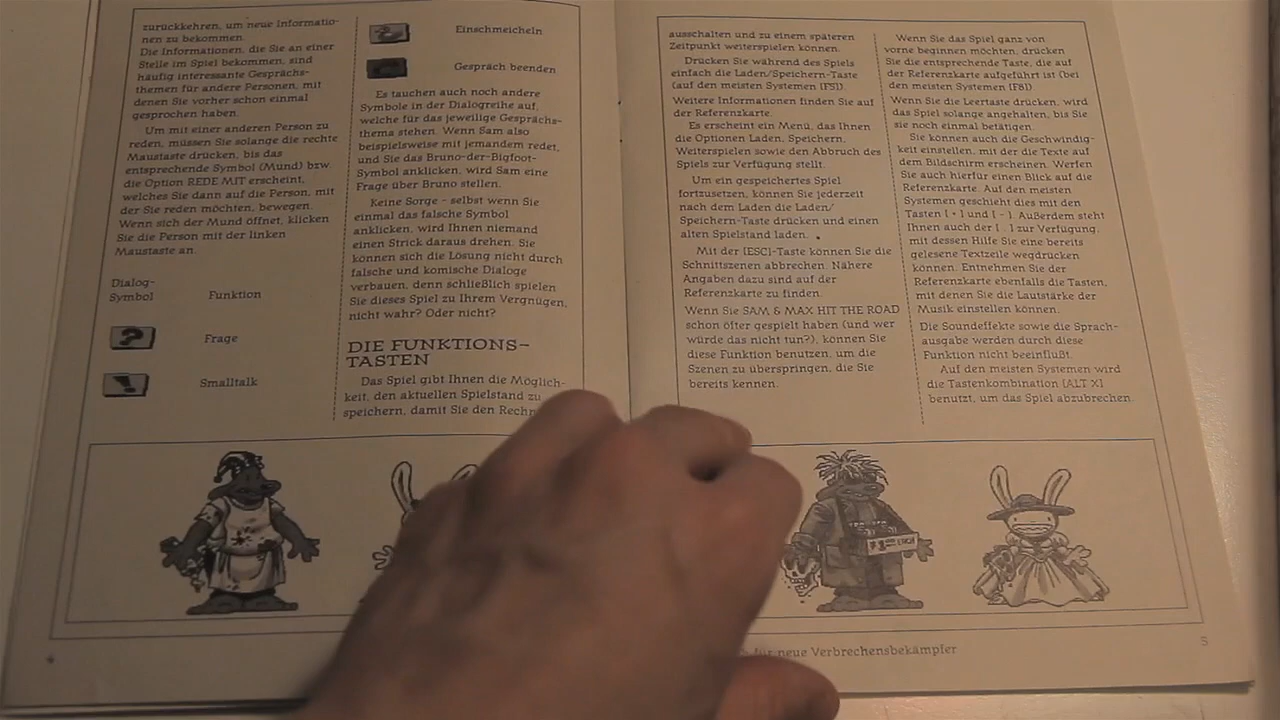 zurückkehren, um neue Informatio-
nen zu bekommen.
Die Informationen, die Sie an einer
Stelle im Spiel bekommen, sind
häufig interessante Gesprächs-
themen für andere Personen, mit
denen Sie vorher schon einmal
gesprochen haben.
Um mit einer anderen Person zu
reden, müssen Sie solange die rechte
Maustaste drücken, bis das
entsprechende Symbol (Mund) bzw.
die Option REDE MIT erscheint,
welches Sie dann auf die Person, mit
der Sie reden möchten, bewegen.
Wenn sich der Mund öffnet, klicken
Sie die Person mit der linken
Maustaste an.
Dialog-
Symbol Funktion
? Frage
! Smalltalk
Einschmeicheln
Gespräch beenden
Es tauchen auch noch andere
Symbole in der Dialogreihe auf,
welche für das jeweilige Gesprächs-
thema stehen. Wenn Sam also
beispielsweise mit jemandem redet,
und Sie das Bruno-der-Bigfoot-
Symbol anklicken, wird Sam eine
Frage über Bruno stellen.
Keine Sorge - selbst wenn Sie
einmal das falsche Symbol
anklicken, wird Ihnen niemand
einen Strick daraus drehen. Sie
können sich die Lösung nicht durch
falsche und komische Dialoge
verbauen, denn schließlich spielen
Sie dieses Spiel zu Ihrem Vergnügen,
nicht wahr? Oder nicht?
DIE FUNKTIONS-
TASTEN
Das Spiel gibt Ihnen die Möglich-
keit, den aktuellen Spielstand zu
speichern, damit Sie den
4
ausschalten und zu einem späteren
Zeitpunkt weiterspielen können.
Drücken Sie während des Spiels
einfach die Laden/Speichern-Taste
(auf den meisten Systemen [F5]).
Weitere Informationen finden Sie auf
der Referenzkarte.
Es erscheint ein Menü, das Ihnen
die Optionen Laden, Speichern,
Weiterspielen sowie den Abbruch des
Spiels zur Verfügung stellt.
Um ein gespeichertes Spiel
fortzusetzen, können Sie jederzeit
nach dem Laden die Laden/
Speichern-Taste drücken und einen
alten Spielstand laden.
Mit der [ESC]-Taste können Sie die
Schnittszenen abbrechen. Nähere
Angaben dazu sind auf der
Referenzkarte zu finden.
Wenn Sie SAM & MAX HIT THE ROAD
schon öfter gespielt haben (und wer
würde das nicht tun?), können Sie
diese Funktion benutzen, um die
Szenen zu überspringen, die Sie
bereits kennen.
Wenn Sie das Spiel ganz von
vorne beginnen möchten, drücken
Sie die entsprechende Taste, die auf
der Referenzkarte aufgeführt ist (bei
den meisten Systemen [F8]).
Wenn Sie die Leertaste drücken, wird
das Spiel solange angehalten, bis Sie
sie noch einmal betätigen.
Sie können auch die Geschwindig-
keit einstellen, mit der die Texte auf
dem Bildschirm erscheinen. Werfen
Sie auch hierfür einen Blick auf die
Referenzkarte. Auf den meisten
Systemen geschieht dies mit den
Tasten [ + ] und [ - ]. Außerdem steht
Ihnen auch der [ . ] zur Verfügung,
mit dessen Hilfe Sie eine bereits
gelesene Textzeile wegdrücken
können. Entnehmen Sie der
Referenzkarte ebenfalls die Tasten,
mit denen Sie die Lautstärke der
Musik einstellen können.
Die Soundeffekte sowie die Sprach-
ausgabe werden durch diese
Funktion nicht beeinflußt.
Auf den meisten Systemen wird
die Tastenkombination [ALT X]
benutzt, um das Spiel abzubrechen.
für neue Verbrechensbekämpfer
5